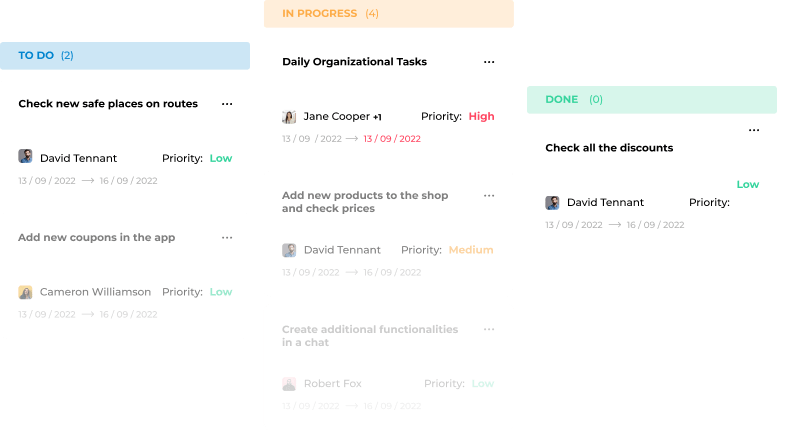 TO DO (2)
Check new safe places on routes ...
David Tennant Priority: Low
13 / 09 / 2022 → 16 / 09 / 2022
Add new coupons in the app ...
Cameron Williamson Priority: Low
13 / 09 / 2022 → 16 / 09 / 2022
IN PROGRESS (4)
Daily Organizational Tasks ...
Jane Cooper +1 Priority: High
13 / 09 / 2022 → 13 / 09 / 2022
Add new products to the shop ...
and check prices
David Tennant Priority: Medium
13 / 09 / 2022 → 16 / 09 / 2022
Create additional functionalities ...
in a chat
Robert Fox Priority: Low
13 / 09 / 2022 → 16 / 09 / 2022
DONE (0)
...
Check all the discounts
Low
David Tennant Priority:
13 / 09 / 2022 → 16 / 09 / 2022